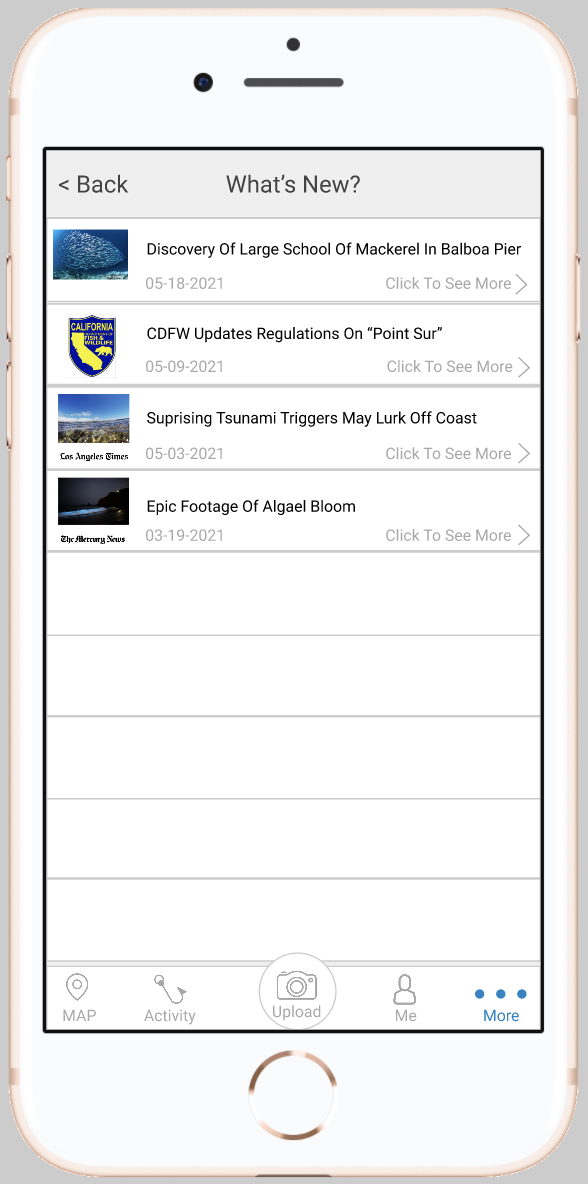 < Back What's New?
Discovery Of Large School Of Mackerel In Balboa Pier
05-18-2021 Click To See More
CALIFORNIA
DEPARTMENT OF
FISH &
WILDLIFE
CDFW Updates Regulations On “Point Sur”
05-09-2021 Click To See More
Suprising Tsunami Triggers May Lurk Off Coast
Los Angeles Times
05-03-2021 Click To See More
Epic Footage Of Algael Bloom
The Mercury News
03-19-2021 Click To See More
MAP Activity Upload Me More